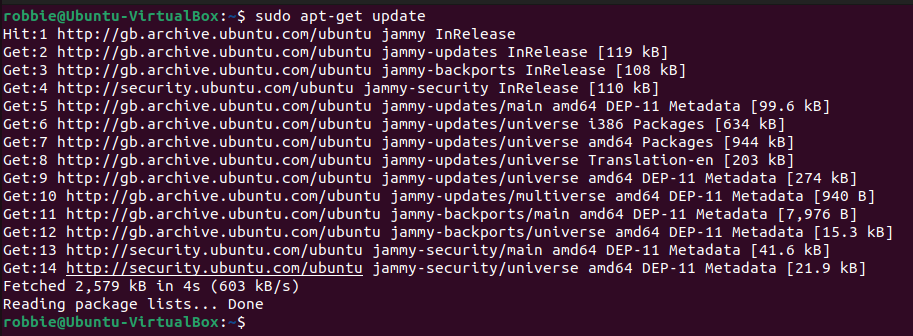 robbie@Ubuntu-VirtualBox:~$ sudo apt-get update
Hit:1 http://gb.archive.ubuntu.com/ubuntu jammy InRelease
Get:2 http://gb.archive.ubuntu.com/ubuntu jammy-updates InRelease [119 kB]
Get:3 http://gb.archive.ubuntu.com/ubuntu jammy-backports InRelease [108 kB]
Get:4 http://security.ubuntu.com/ubuntu jammy-security InRelease [110 kB]
Get:5 http://gb.archive.ubuntu.com/ubuntu jammy-updates/main amd64 DEP-11 Metadata [99.6 kB]
Get:6 http://gb.archive.ubuntu.com/ubuntu jammy-updates/universe i386 Packages [634 kB]
Get:7 http://gb.archive.ubuntu.com/ubuntu jammy-updates/universe amd64 Packages [944 kB]
Get:8 http://gb.archive.ubuntu.com/ubuntu jammy-updates/universe Translation-en [203 kB]
Get:9 http://gb.archive.ubuntu.com/ubuntu jammy-updates/universe amd64 DEP-11 Metadata [274 kB]
Get:10 http://gb.archive.ubuntu.com/ubuntu jammy-updates/multiverse amd64 DEP-11 Metadata [940 B]
Get:11 http://gb.archive.ubuntu.com/ubuntu jammy-backports/main amd64 DEP-11 Metadata [7,976 B]
Get:12 http://gb.archive.ubuntu.com/ubuntu jammy-backports/universe amd64 DEP-11 Metadata [15.3 kB]
Get:13 http://security.ubuntu.com/ubuntu jammy-security/main amd64 DEP-11 Metadata [41.6 kB]
Get:14 http://security.ubuntu.com/ubuntu jammy-security/universe amd64 DEP-11 Metadata [21.9 kB]
Fetched 2,579 kB in 4s (603 kB/s)
Reading package lists... Done
robbie@Ubuntu-VirtualBox:~$